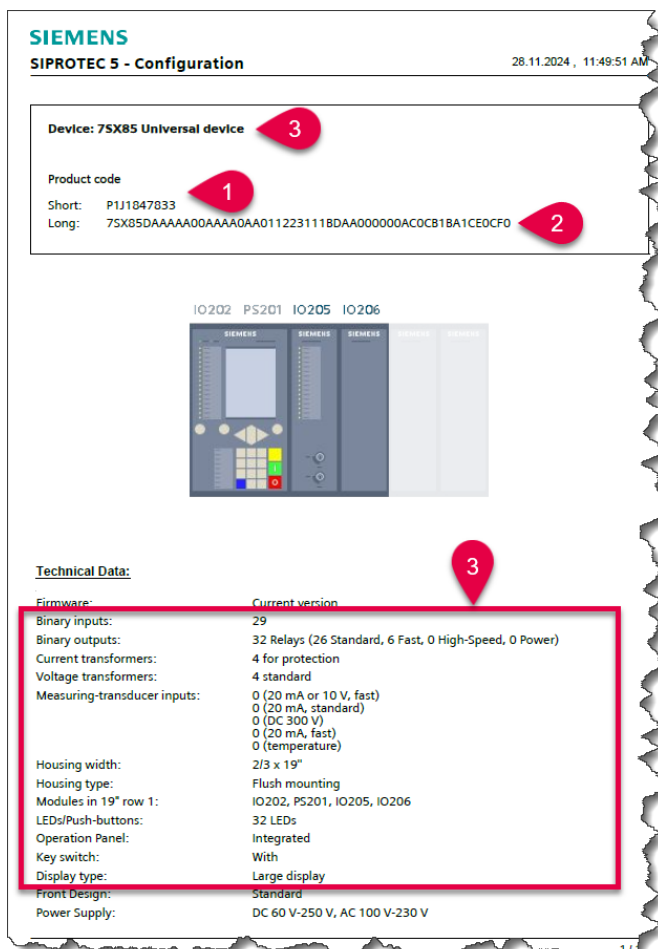 SIEMENS
SIPROTEC 5 - Configuration
28.11.2024 , 11:49:51 AM
Device: 7SX85 Universal device
3
Product code
1
Short: P1J1847833
Long: 7SX85DAAAAA00AAAA0AA011223111BDAA000000AC0CB1BA1CE0CF0
2
IO202 PS201 IO205 IO206
SIEMENS SIEMENS SIEMENS SIEMENS SIEMENS
Technical Data:
3
Firmware: Current version
Binary inputs: 29
Binary outputs: 32 Relays (26 Standard, 6 Fast, 0 High-Speed, 0 Power)
Current transformers: 4 for protection
Voltage transformers: 4 standard
Measuring-transducer inputs: 0 (20 mA or 10 V, fast)
0 (20 mA, standard)
0 (DC 300 V)
0 (20 mA, fast)
0 (temperature)
Housing width: 2/3 x 19"
Housing type: Flush mounting
Modules in 19" row 1: IO202, PS201, IO205, IO206
LEDs/Push-buttons: 32 LEDs
Operation Panel: Integrated
Key switch: With
Display type: Large display
Front Design: Standard
Power Supply: DC 60 V-250 V, AC 100 V-230 V